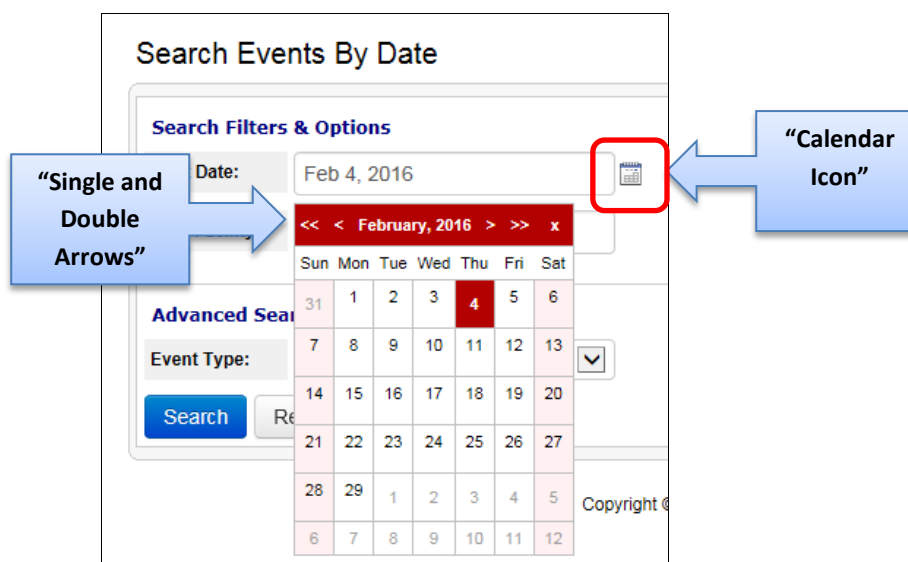 Search Events By Date
Search Filters & Options
Date:
Feb 4, 2016
“Calendar
Icon”
“Single and
Double
Arrows”
<< < February, 2016 > >> x
Sun Mon Tue Wed Thu Fri Sat
31 1 2 3 4 5 6
7 8 9 10 11 12 13
14 15 16 17 18 19 20
21 22 23 24 25 26 27
28 29 1 2 3 4 5
6 7 8 9 10 11 12
Advanced Sea
Event Type:
Search Re
Copyright ©